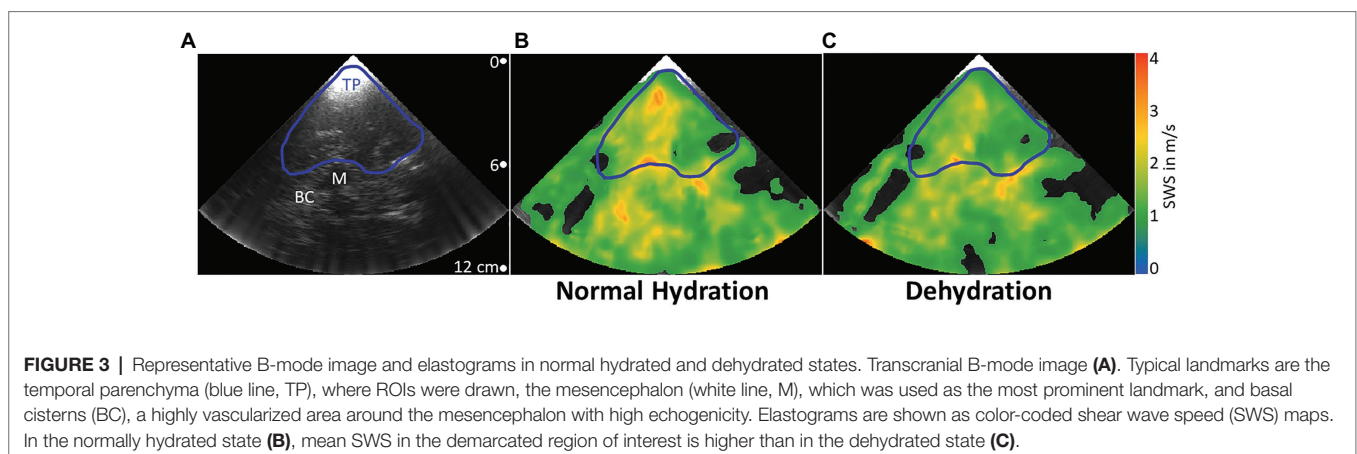 A
B
C
TP
M
BC
0
6
12 cm
4
3
2
1
0
SWS in m/s
Normal Hydration
Dehydration
FIGURE 3 | Representative B-mode image and elastograms in normal hydrated and dehydrated states. Transcranial B-mode image (A). Typical landmarks are the
temporal parenchyma (blue line, TP), where ROIs were drawn, the mesencephalon (white line, M), which was used as the most prominent landmark, and basal
cisterns (BC), a highly vascularized area around the mesencephalon with high echogenicity. Elastograms are shown as color-coded shear wave speed (SWS) maps.
In the normally hydrated state (B), mean SWS in the demarcated region of interest is higher than in the dehydrated state (C).